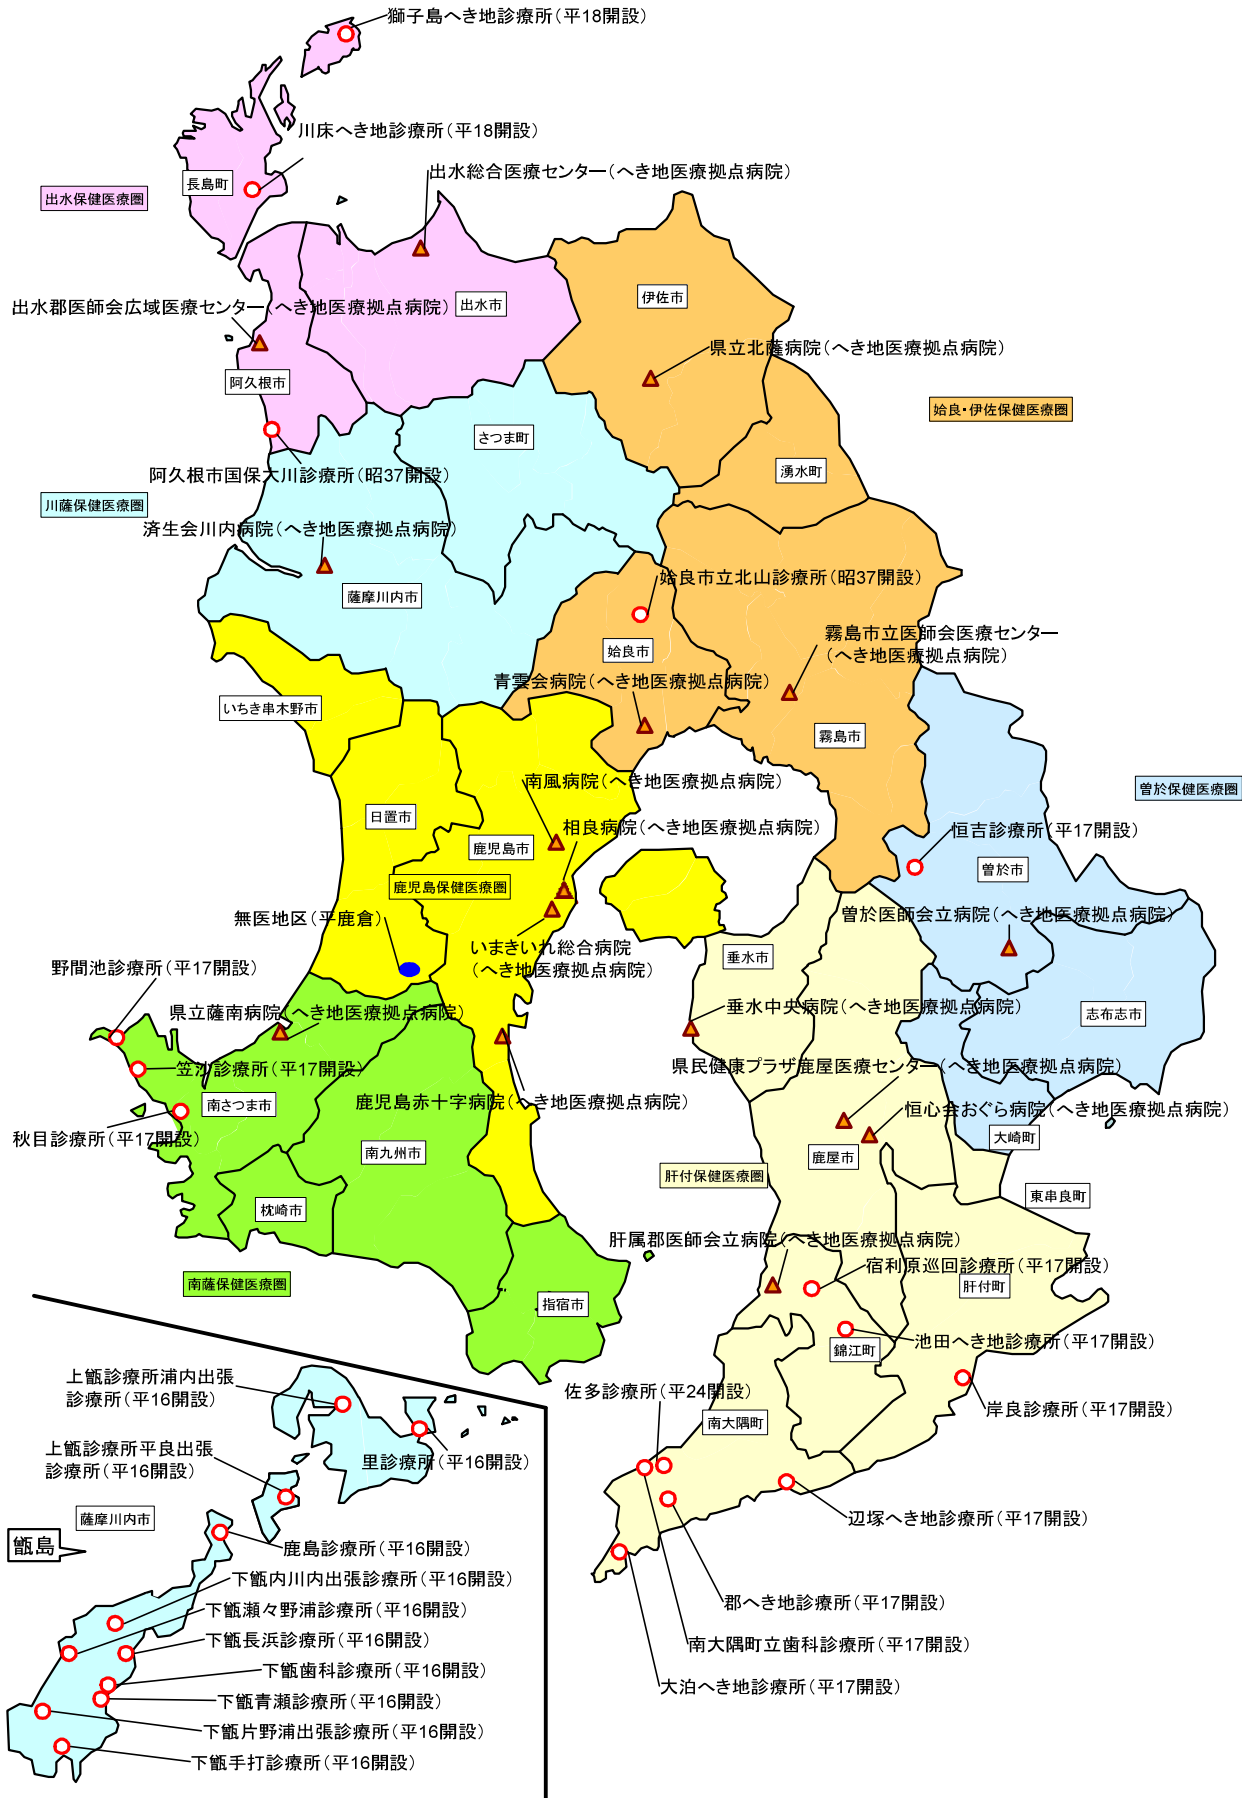 獅子島へき地診療所(平18開設)
川床へき地診療所(平18開設)
出水総合医療センター(へき地医療拠点病院)
長島町
出水保健医療圏
伊佐市
出水市
出水郡医師会広域医療センター(へき地医療拠点病院)
県立北薩病院(へき地医療拠点病院)
阿久根市
姶良・伊佐保健医療圏
さつま町
湧水町
阿久根市国保大川診療所(昭37開設)
川薩保健医療圏
済生会川内病院(へき地医療拠点病院)
姶良市立北山診療所(昭37開設)
薩摩川内市
霧島市立医師会医療センター
(へき地医療拠点病院)
姶良市
青雲会病院(へき地医療拠点病院)
いちき串木野市
霧島市
南風病院(へき地医療拠点病院)
曽於保健医療圏
日置市
相良病院(へき地医療拠点病院)
恒吉診療所(平17開設)
鹿児島市
曽於市
鹿児島保健医療圏
無医地区(平鹿倉)
曽於医師会立病院(へき地医療拠点病院)
いまきいれ総合病院
(へき地医療拠点病院)
垂水市
野間池診療所(平17開設)
県立薩南病院(へき地医療拠点病院)
垂水中央病院(へき地医療拠点病院)
志布志市
笠沙診療所(平17開設)
県民健康プラザ鹿屋医療センター(へき地医療拠点病院)
南さつま市
鹿児島赤十字病院(へき地医療拠点病院)
恒心会おぐら病院(へき地医療拠点病院)
秋目診療所(平17開設)
大崎町
南九州市
鹿屋市
肝付保健医療圏
東串良町
枕崎市
肝属郡医師会立病院(へき地医療拠点病院)
宿利原巡回診療所(平17開設)
南薩保健医療圏
肝付町
指宿市
池田へき地診療所(平17開設)
錦江町
上甑診療所浦内出張
診療所(平16開設)
佐多診療所(平24開設)
岸良診療所(平17開設)
南大隅町
上甑診療所平良出張
診療所(平16開設)
里診療所(平16開設)
薩摩川内市
辺塚へき地診療所(平17開設)
甑島
鹿島診療所(平16開設)
下甑内川内出張診療所(平16開設)
郡へき地診療所(平17開設)
下甑瀬々野浦診療所(平16開設)
下甑長浜診療所(平16開設)
南大隅町立歯科診療所(平17開設)
下甑歯科診療所(平16開設)
大泊へき地診療所(平17開設)
下甑青瀬診療所(平16開設)
下甑片野浦出張診療所(平16開設)
下甑手打診療所(平16開設)